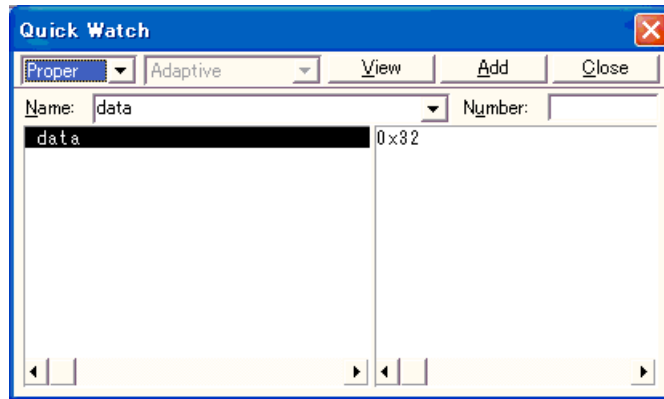 Quick Watch
Proper Adaptive View Add Close
Name: data Number:
data 0x32